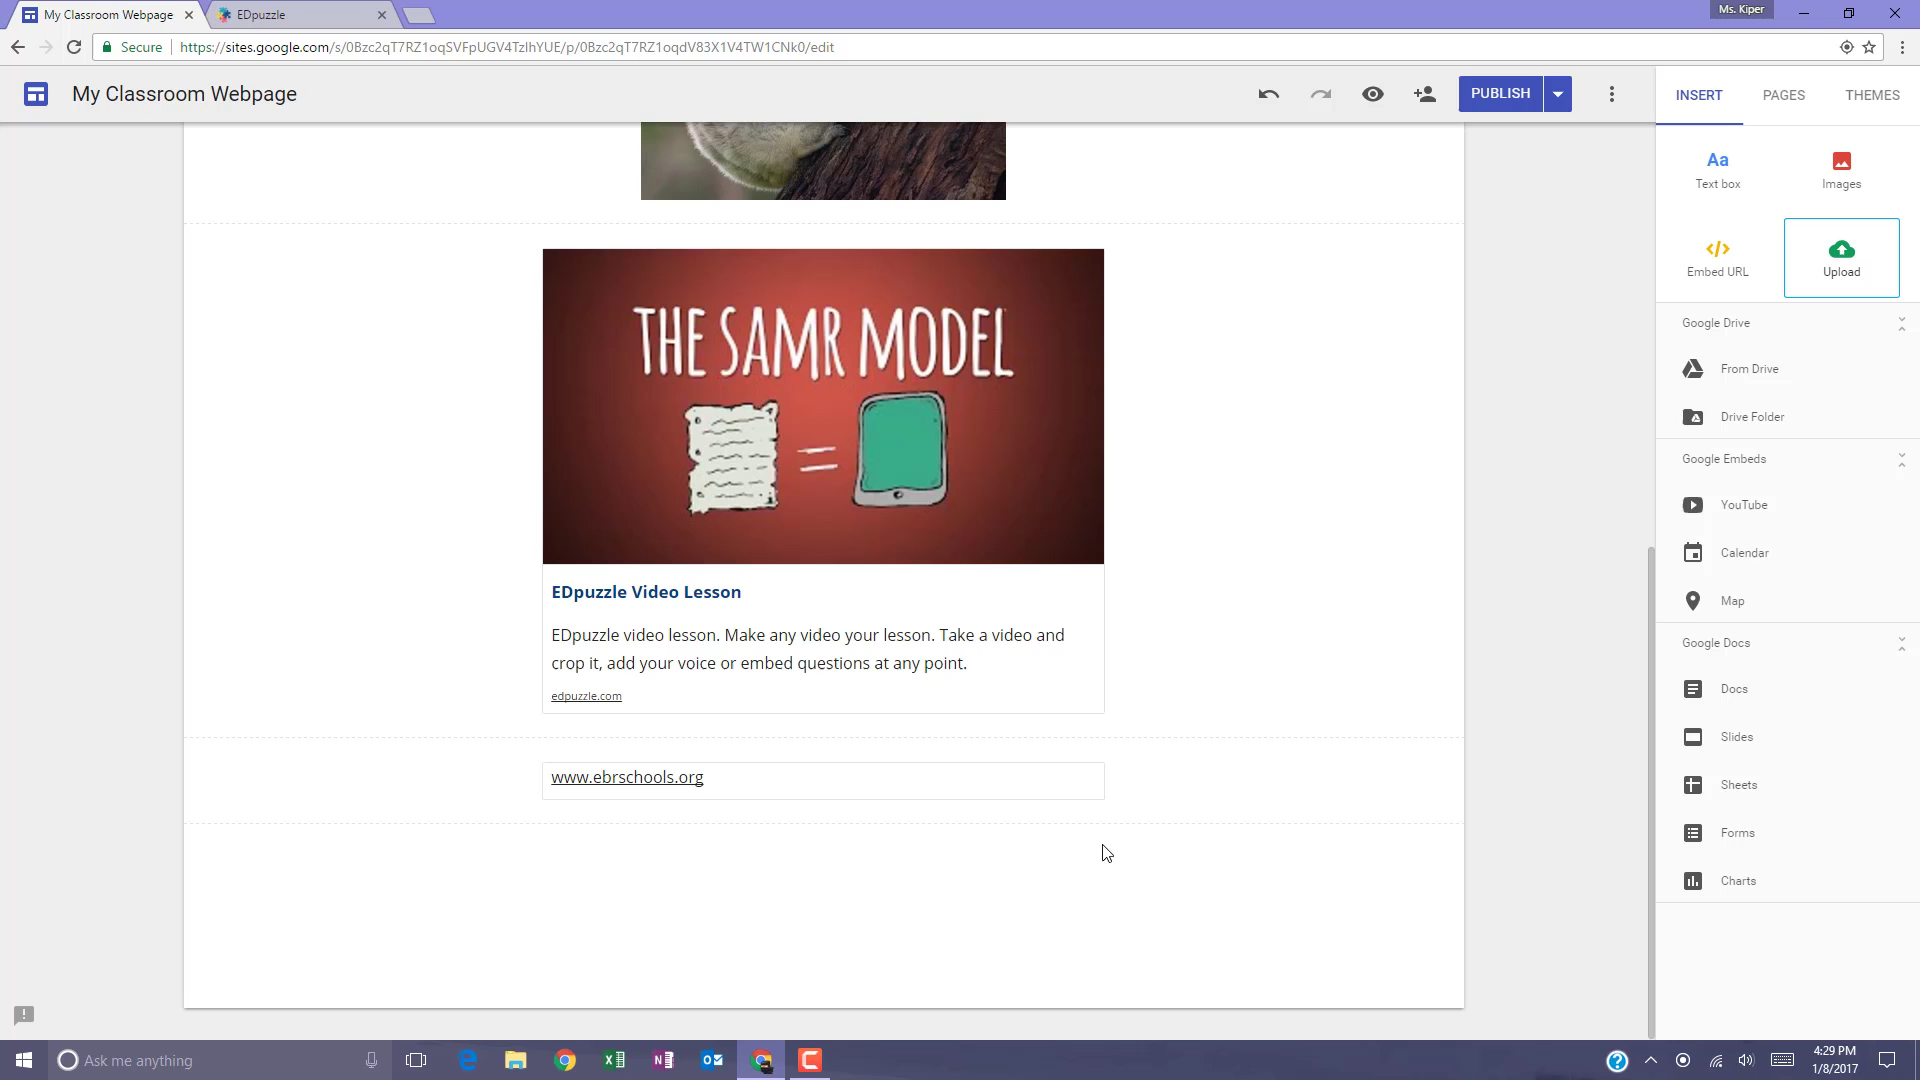 My Classroom Webpage
EDpuzzle
Ms. Kiper
Secure
https://sites.google.com/s/0Bzc2qT7RZ1oqSVFpUGV4TzlhYUE/p/0Bzc2qT7RZ1oqdV83X1V4TW1CNk0/edit
My Classroom Webpage
PUBLISH
INSERT
PAGES
THEMES
Aa
Text box
Images
Embed URL
Upload
Google Drive
From Drive
Drive Folder
Google Embeds
YouTube
Calendar
Map
Google Docs
Docs
Slides
Sheets
Forms
Charts
THE SAMR MODEL
EDpuzzle Video Lesson
EDpuzzle video lesson. Make any video your lesson. Take a video and
crop it, add your voice or embed questions at any point.
edpuzzle.com
www.ebrschools.org
Ask me anything
4:29 PM
1/8/2017